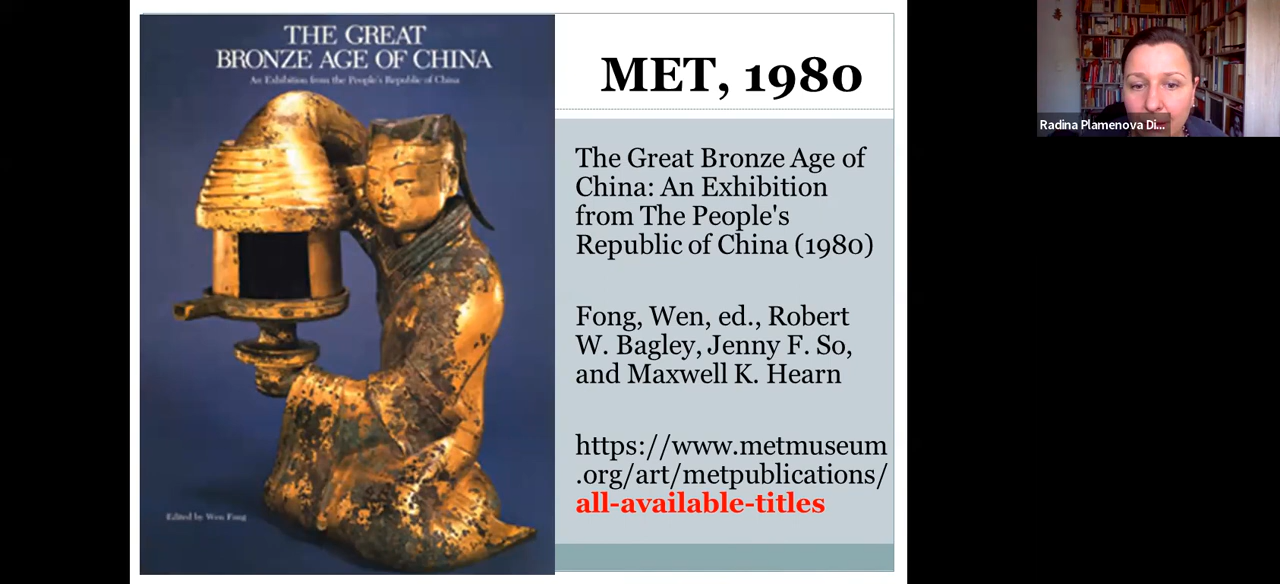 THE GREAT
BRONZE AGE OF CHINA
An Exhibition from the People's Republic of China
Edited by Wen Fong
MET, 1980
The Great Bronze Age of
China: An Exhibition
from The People's
Republic of China (1980)
Fong, Wen, ed., Robert
W. Bagley, Jenny F. So,
and Maxwell K. Hearn
https://www.metmuseum
.org/art/metpublications/
all-available-titles
Radina Plamenova Di...